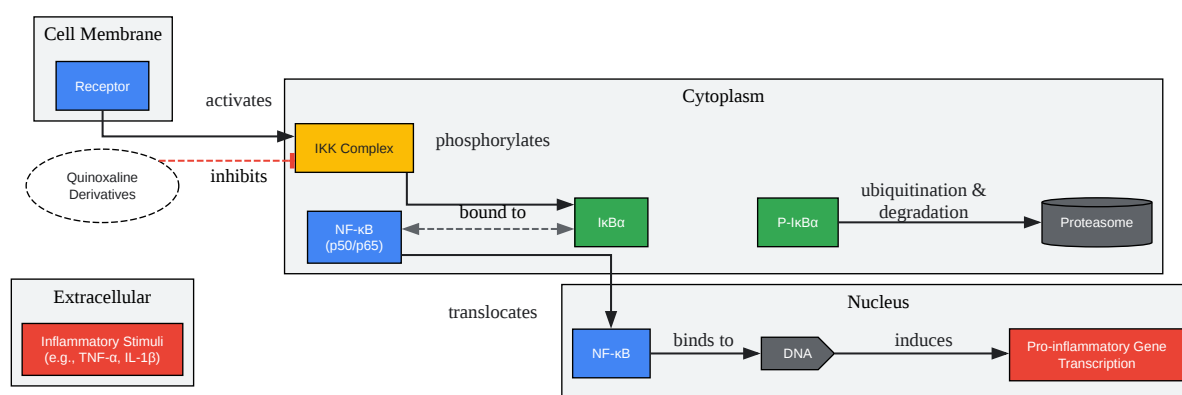 Cell Membrane
Receptor
activates
Cytoplasm
IKK Complex
phosphorylates
Quinoxaline
Derivatives
inhibits
NF-κB
(p50/p65)
bound to
IκBα
P-IκBα
ubiquitination &
degradation
Proteasome
Extracellular
Inflammatory Stimuli
(e.g., TNF-α, IL-1β)
translocates
Nucleus
NF-κB
binds to
DNA
induces
Pro-inflammatory Gene
Transcription